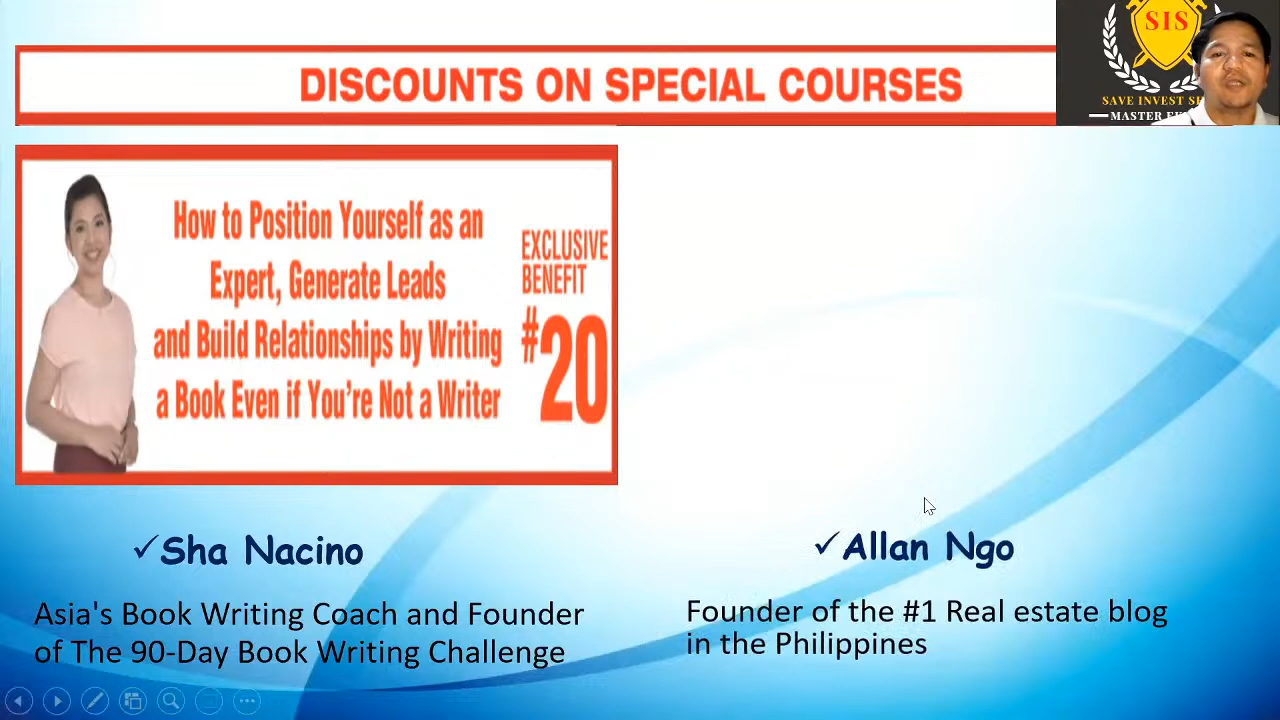 SIS
SAVE INVEST
MASTER
DISCOUNTS ON SPECIAL COURSES
How to Position Yourself as an
Expert, Generate Leads
and Build Relationships by Writing
a Book Even if You're Not a Writer
EXCLUSIVE
BENEFIT
#20
✓Sha Nacino
Asia's Book Writing Coach and Founder
of The 90-Day Book Writing Challenge
✓Allan Ngo
Founder of the #1 Real estate blog
in the Philippines